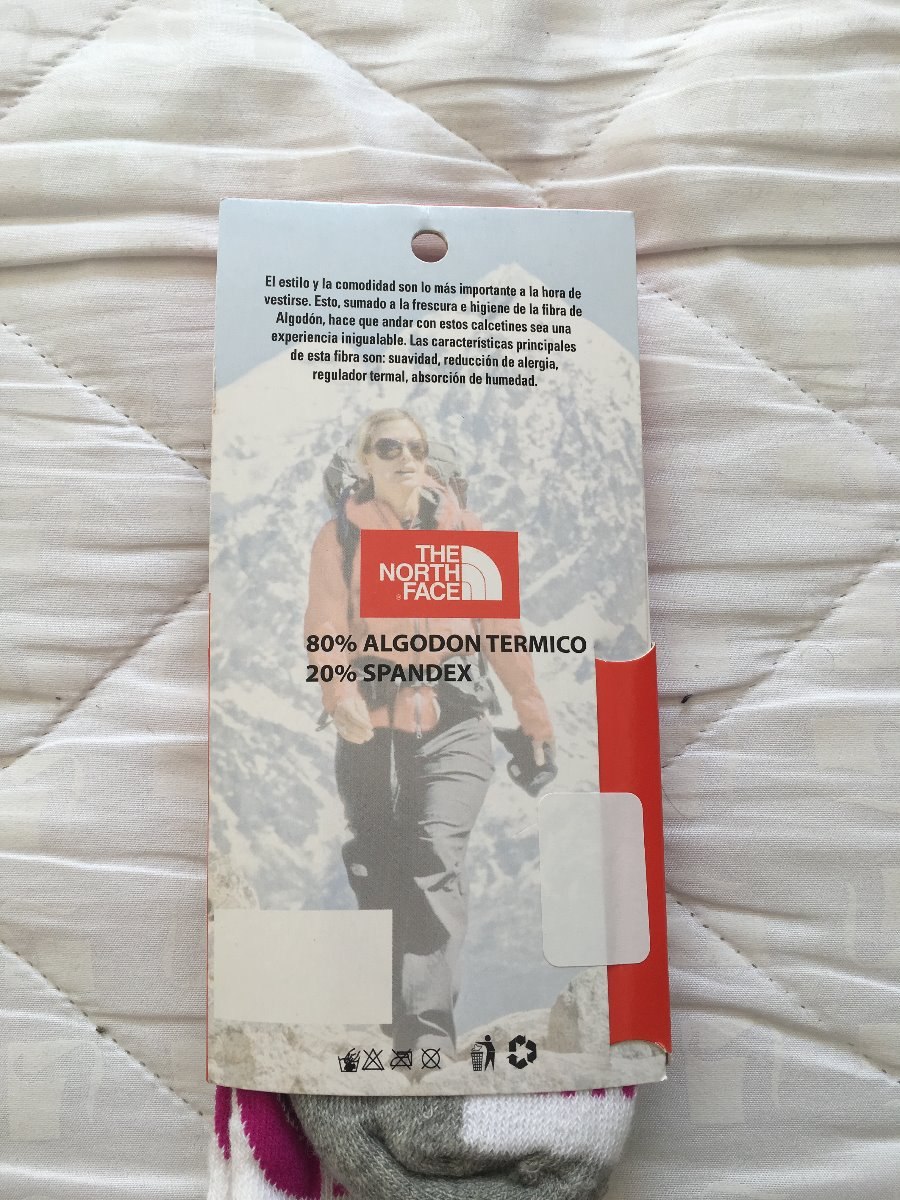 El estilo y la comodidad son lo más importante a la hora de
vestirse. Esto, sumado a la frescura e higiene de la fibra de
Algodón, hace que andar con estos calcetines sea una
experiencia inigualable. Las características principales
de esta fibra son: suavidad, reducción de alergia,
regulador termal, absorción de humedad.
THE
NORTH
®FACE
80% ALGODON TERMICO
20% SPANDEX